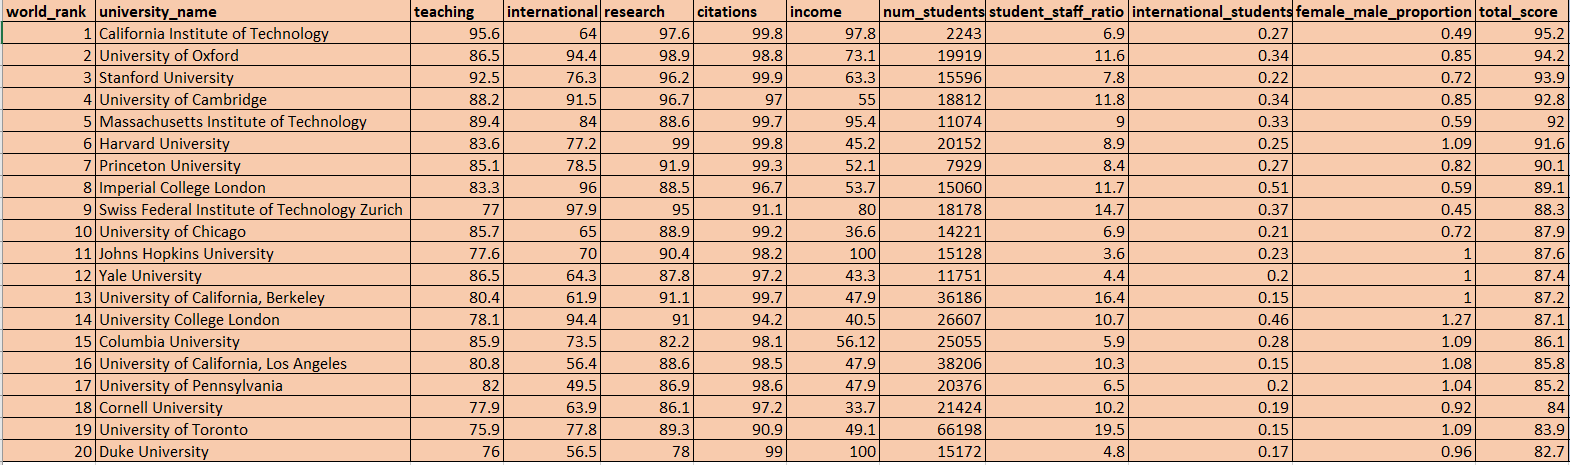 world_rank university_name teaching international research citations income num_students student_staff_ratio international_students female_male_proportion total_score
1 California Institute of Technology 95.6 64 97.6 99.8 97.8 2243 6.9 0.27 0.49 95.2
2 University of Oxford 86.5 94.4 98.9 98.8 73.1 19919 11.6 0.34 0.85 94.2
3 Stanford University 92.5 76.3 96.2 99.9 63.3 15596 7.8 0.22 0.72 93.9
4 University of Cambridge 88.2 91.5 96.7 97 55 18812 11.8 0.34 0.85 92.8
5 Massachusetts Institute of Technology 89.4 84 88.6 99.7 95.4 11074 9 0.33 0.59 92
6 Harvard University 83.6 77.2 99 99.8 45.2 20152 8.9 0.25 1.09 91.6
7 Princeton University 85.1 78.5 91.9 99.3 52.1 7929 8.4 0.27 0.82 90.1
8 Imperial College London 83.3 96 88.5 96.7 53.7 15060 11.7 0.51 0.59 89.1
9 Swiss Federal Institute of Technology Zurich 77 97.9 95 91.1 80 18178 14.7 0.37 0.45 88.3
10 University of Chicago 85.7 65 88.9 99.2 36.6 14221 6.9 0.21 0.72 87.9
11 Johns Hopkins University 77.6 70 90.4 98.2 100 15128 3.6 0.23 1 87.6
12 Yale University 86.5 64.3 87.8 97.2 43.3 11751 4.4 0.2 1 87.4
13 University of California, Berkeley 80.4 61.9 91.1 99.7 47.9 36186 16.4 0.15 1 87.2
14 University College London 78.1 94.4 91 94.2 40.5 26607 10.7 0.46 1.27 87.1
15 Columbia University 85.9 73.5 82.2 98.1 56.12 25055 5.9 0.28 1.09 86.1
16 University of California, Los Angeles 80.8 56.4 88.6 98.5 47.9 38206 10.3 0.15 1.08 85.8
17 University of Pennsylvania 82 49.5 86.9 98.6 47.9 20376 6.5 0.2 1.04 85.2
18 Cornell University 77.9 63.9 86.1 97.2 33.7 21424 10.2 0.19 0.92 84
19 University of Toronto 75.9 77.8 89.3 90.9 49.1 66198 19.5 0.15 1.09 83.9
20 Duke University 76 56.5 78 99 100 15172 4.8 0.17 0.96 82.7